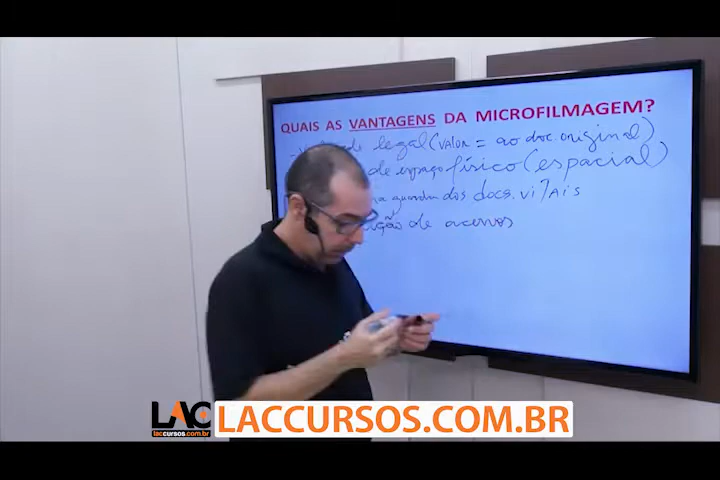 QUAIS AS VANTAGENS DA MICROFILMAGEM?
legal (VALOR = ao doc. original)
de espaço físico (espacial)
guarda dos docs. vitais
de acervos
LAC
laccursos.com.br
LACCURSOS.COM.BR